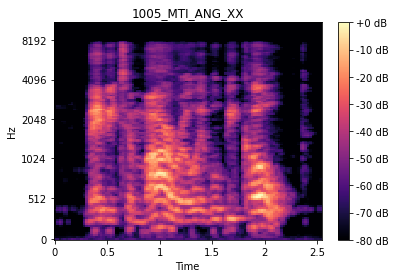 1005_MTI_ANG_XX
Hz
8192
4096
2048
1024
512
0
0 0.5 1 1.5 2 2.5
Time
+0 dB
-10 dB
-20 dB
-30 dB
-40 dB
-50 dB
-60 dB
-70 dB
-80 dB